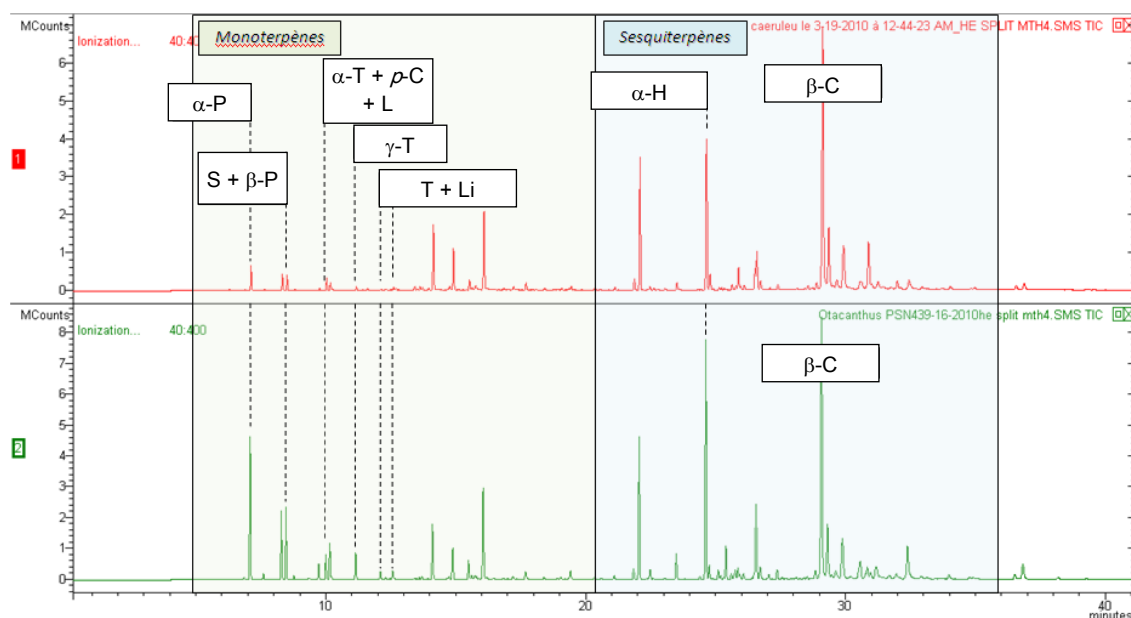 MCounts
Monoterpènes
Sesquiterpènes
caeruleu le 3-19-2010 à 12-44-23 AM_HE SPLIT MTH4.SMS TIC
Ionization...
40:40
6
5
4
3
2
1
0
1
α-P
S + β-P
α-T + p-C
+ L
γ-T
T + Li
α-H
β-C
MCounts
Otacanthus PSN439-16-2010he split mth4.SMS TIC
Ionization...
40:400
8
7
6
5
4
3
2
1
0
2
β-C
10
20
30
40
minutes